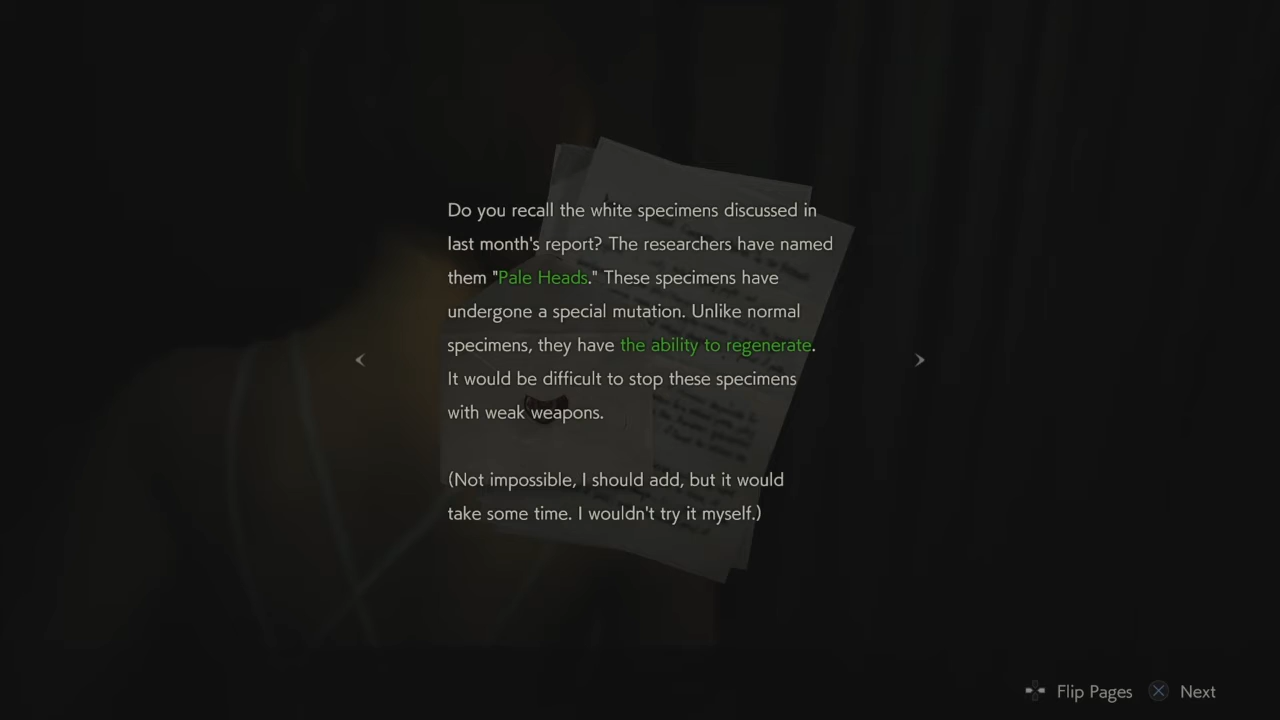 Do you recall the white specimens discussed in
last month's report? The researchers have named
them "Pale Heads." These specimens have
undergone a special mutation. Unlike normal
specimens, they have the ability to regenerate.
It would be difficult to stop these specimens
with weak weapons.
(Not impossible, I should add, but it would
take some time. I wouldn't try it myself.)
Flip Pages
Next